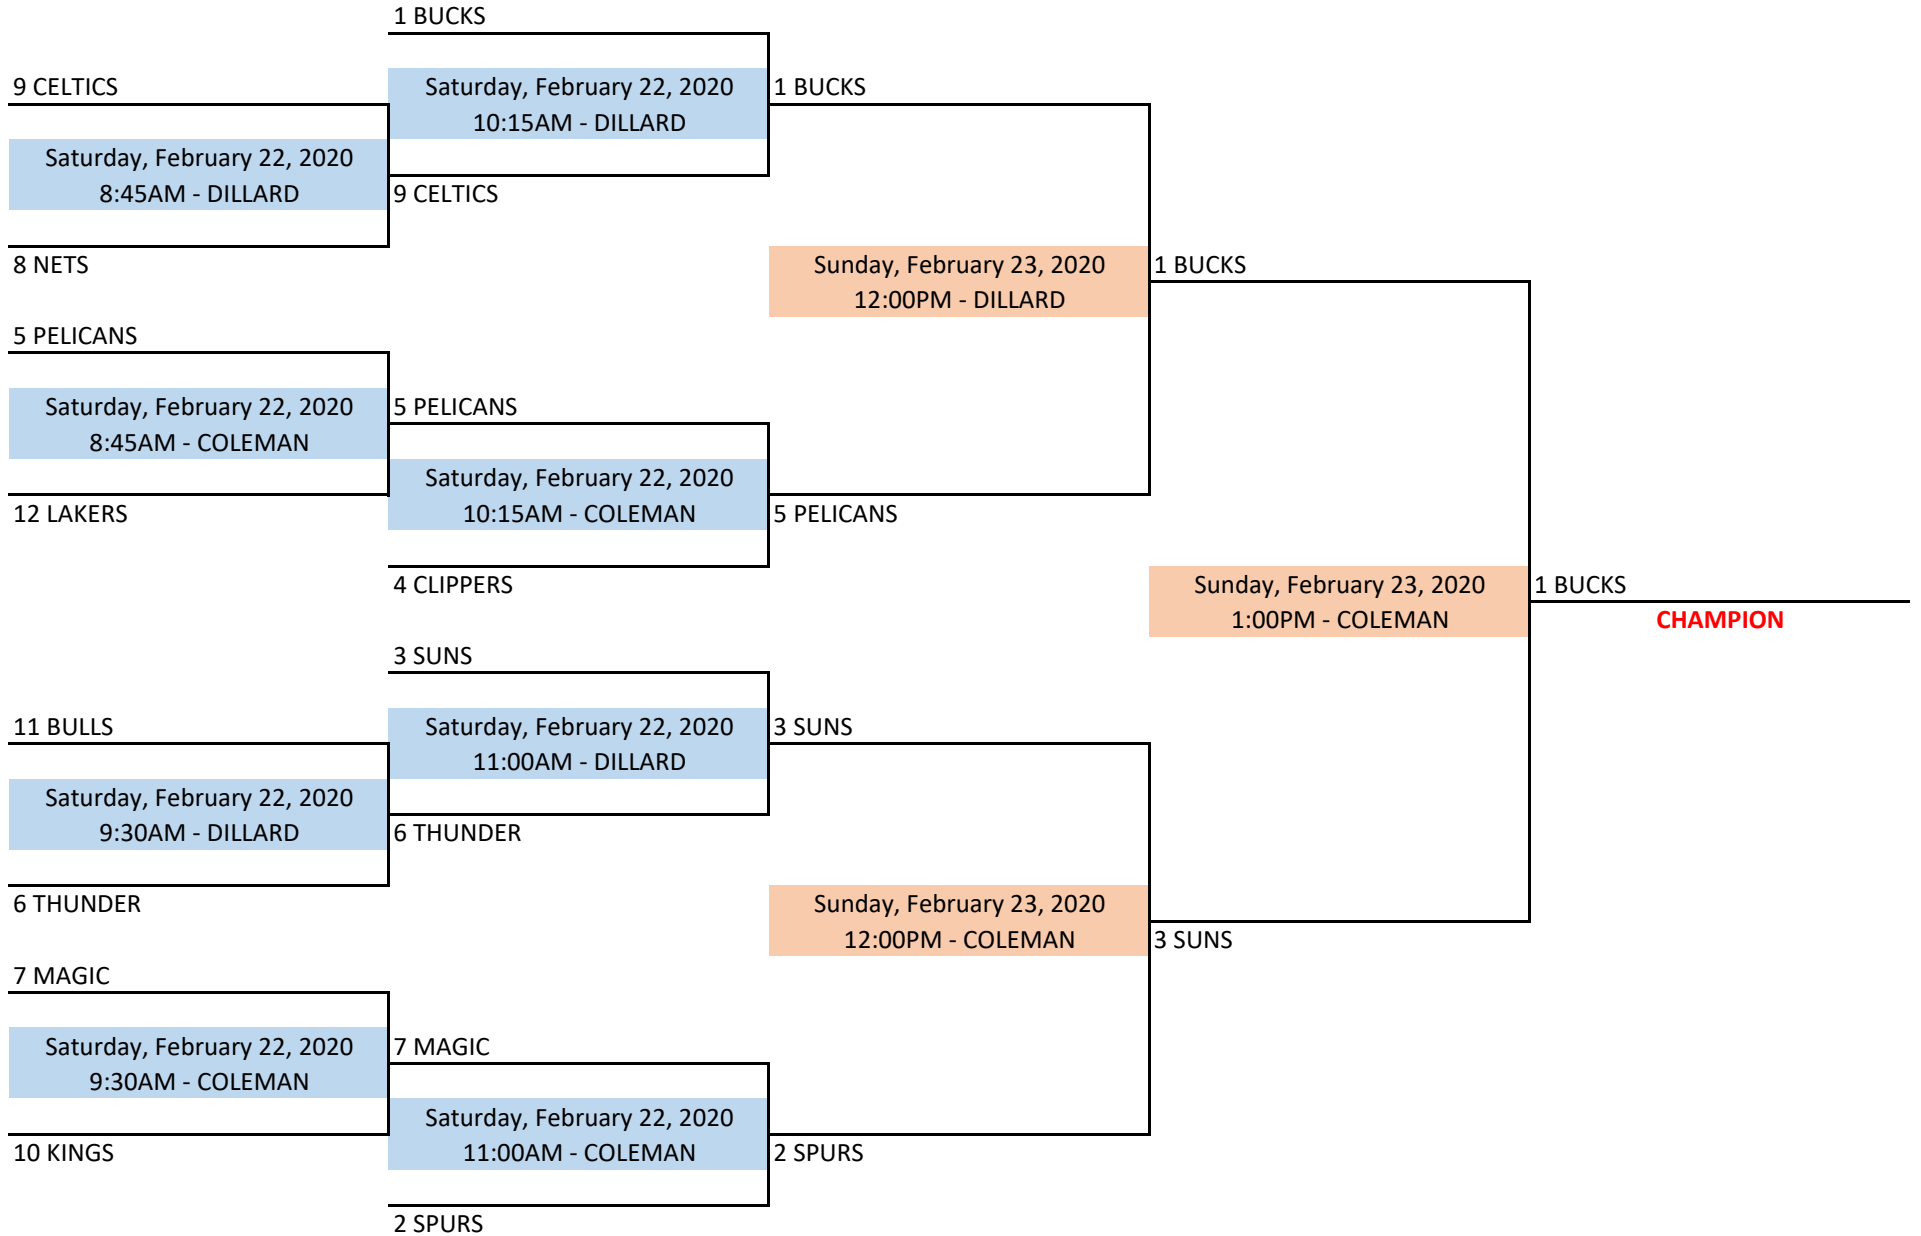 1 BUCKS
9 CELTICS
Saturday, February 22, 2020
10:15AM - DILLARD
1 BUCKS
Saturday, February 22, 2020
8:45AM - DILLARD
9 CELTICS
8 NETS
Sunday, February 23, 2020
12:00PM - DILLARD
1 BUCKS
5 PELICANS
Saturday, February 22, 2020
8:45AM - COLEMAN
5 PELICANS
12 LAKERS
Saturday, February 22, 2020
10:15AM - COLEMAN
5 PELICANS
4 CLIPPERS
Sunday, February 23, 2020
1:00PM - COLEMAN
1 BUCKS
CHAMPION
3 SUNS
11 BULLS
Saturday, February 22, 2020
11:00AM - DILLARD
3 SUNS
Saturday, February 22, 2020
9:30AM - DILLARD
6 THUNDER
6 THUNDER
Sunday, February 23, 2020
12:00PM - COLEMAN
3 SUNS
7 MAGIC
Saturday, February 22, 2020
9:30AM - COLEMAN
7 MAGIC
10 KINGS
Saturday, February 22, 2020
11:00AM - COLEMAN
2 SPURS
2 SPURS